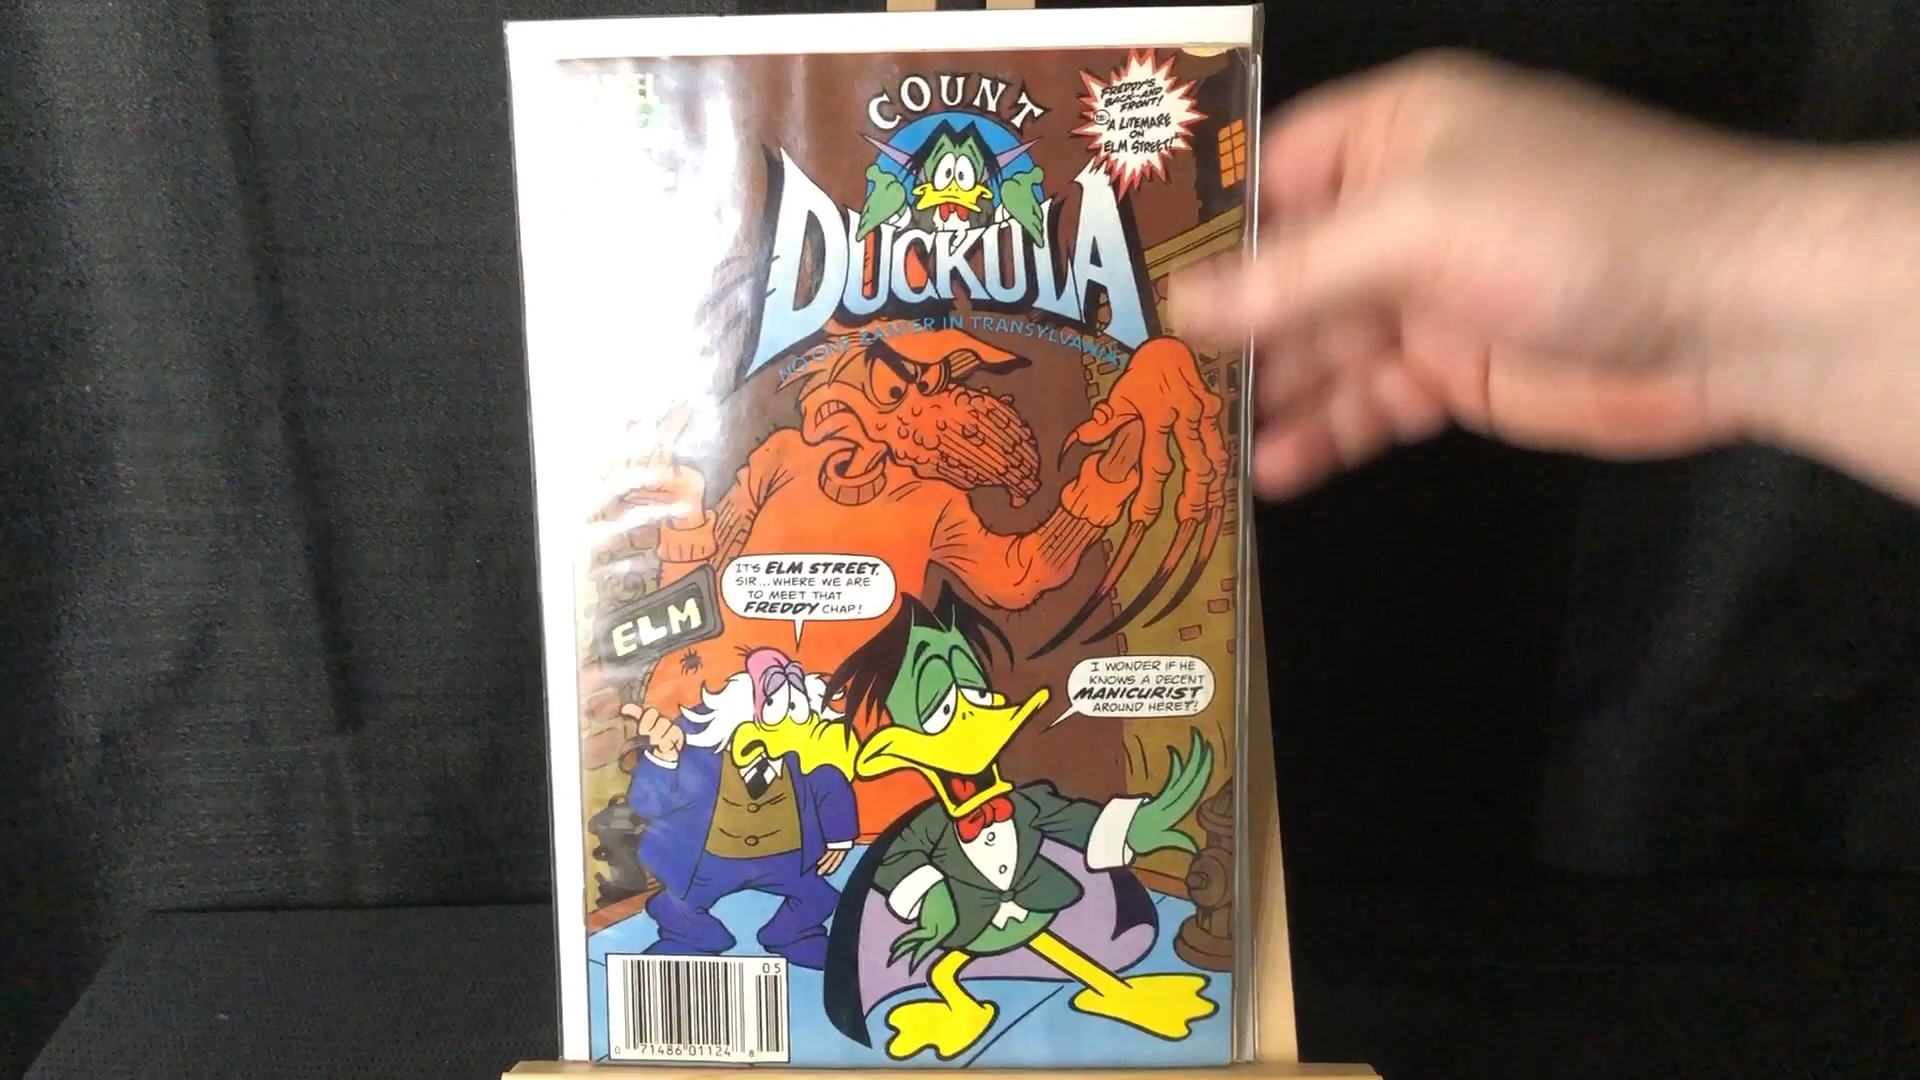 COUNT
DUCKULA
NO ONE ZANIER IN TRANSYLVANIA!
FREDDY'S
BACK--AND
FRONT!
"A LITEMARE
ON
ELM STREET!"
IT'S ELM STREET,
SIR...WHERE WE ARE
TO MEET THAT
FREDDY CHAP!
ELM
I WONDER IF HE
KNOWS A DECENT
MANICURIST
AROUND HERE?!
05
0 71486 01124 8